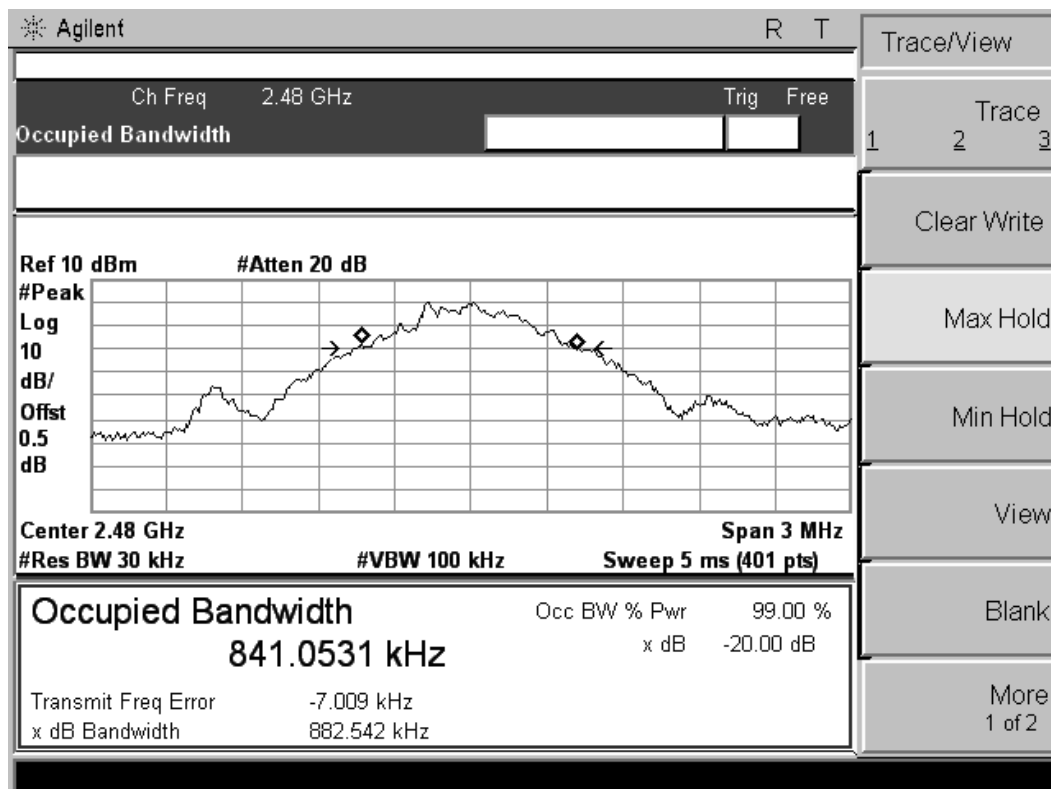 Agilent R T
Trace/View
Ch Freq 2.48 GHz Trig Free
Occupied Bandwidth
Trace
1 2 3
Clear Write
Max Hold
Min Hold
View
Blank
More
1 of 2
Ref 10 dBm #Atten 20 dB
#Peak
Log
10
dB/
Offst
0.5
dB
Center 2.48 GHz Span 3 MHz
#Res BW 30 kHz #VBW 100 kHz Sweep 5 ms (401 pts)
Occupied Bandwidth Occ BW % Pwr 99.00 %
841.0531 kHz x dB -20.00 dB
Transmit Freq Error -7.009 kHz
x dB Bandwidth 882.542 kHz